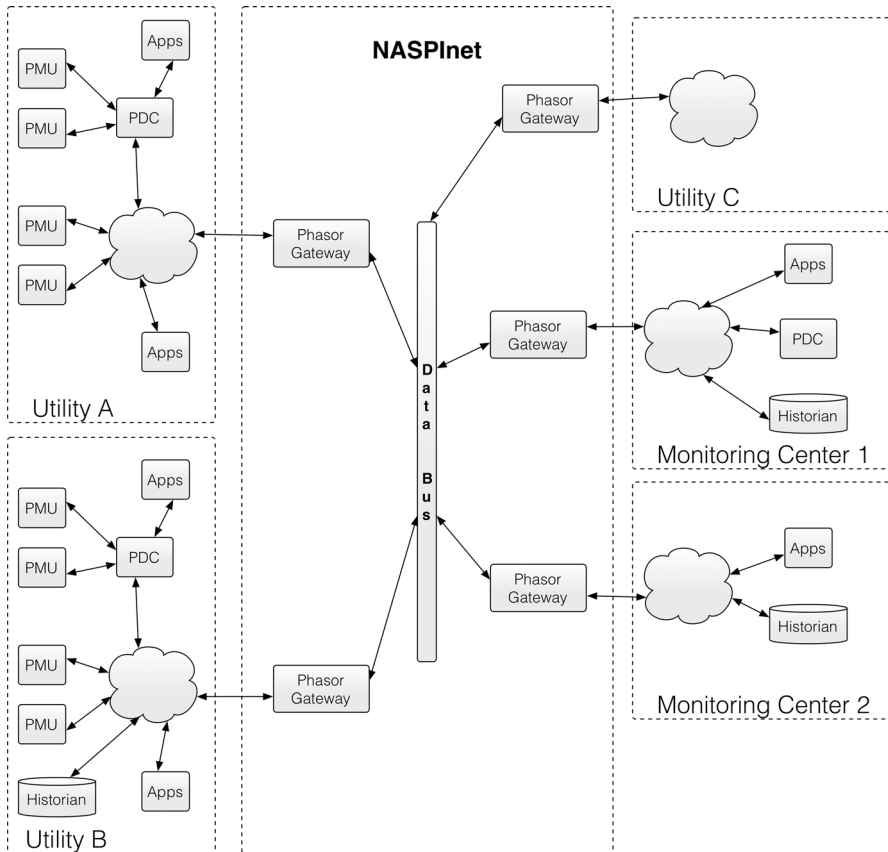 NASPInet
Apps
PMU
PDC
PMU
PMU
PMU
Apps
Utility A
Phasor
Gateway
Apps
PMU
PMU
PDC
PMU
PMU
Historian
Apps
Utility B
Phasor
Gateway
Data Bus
Phasor
Gateway
Utility C
Phasor
Gateway
Apps
PDC
Historian
Monitoring Center 1
Phasor
Gateway
Apps
Historian
Monitoring Center 2